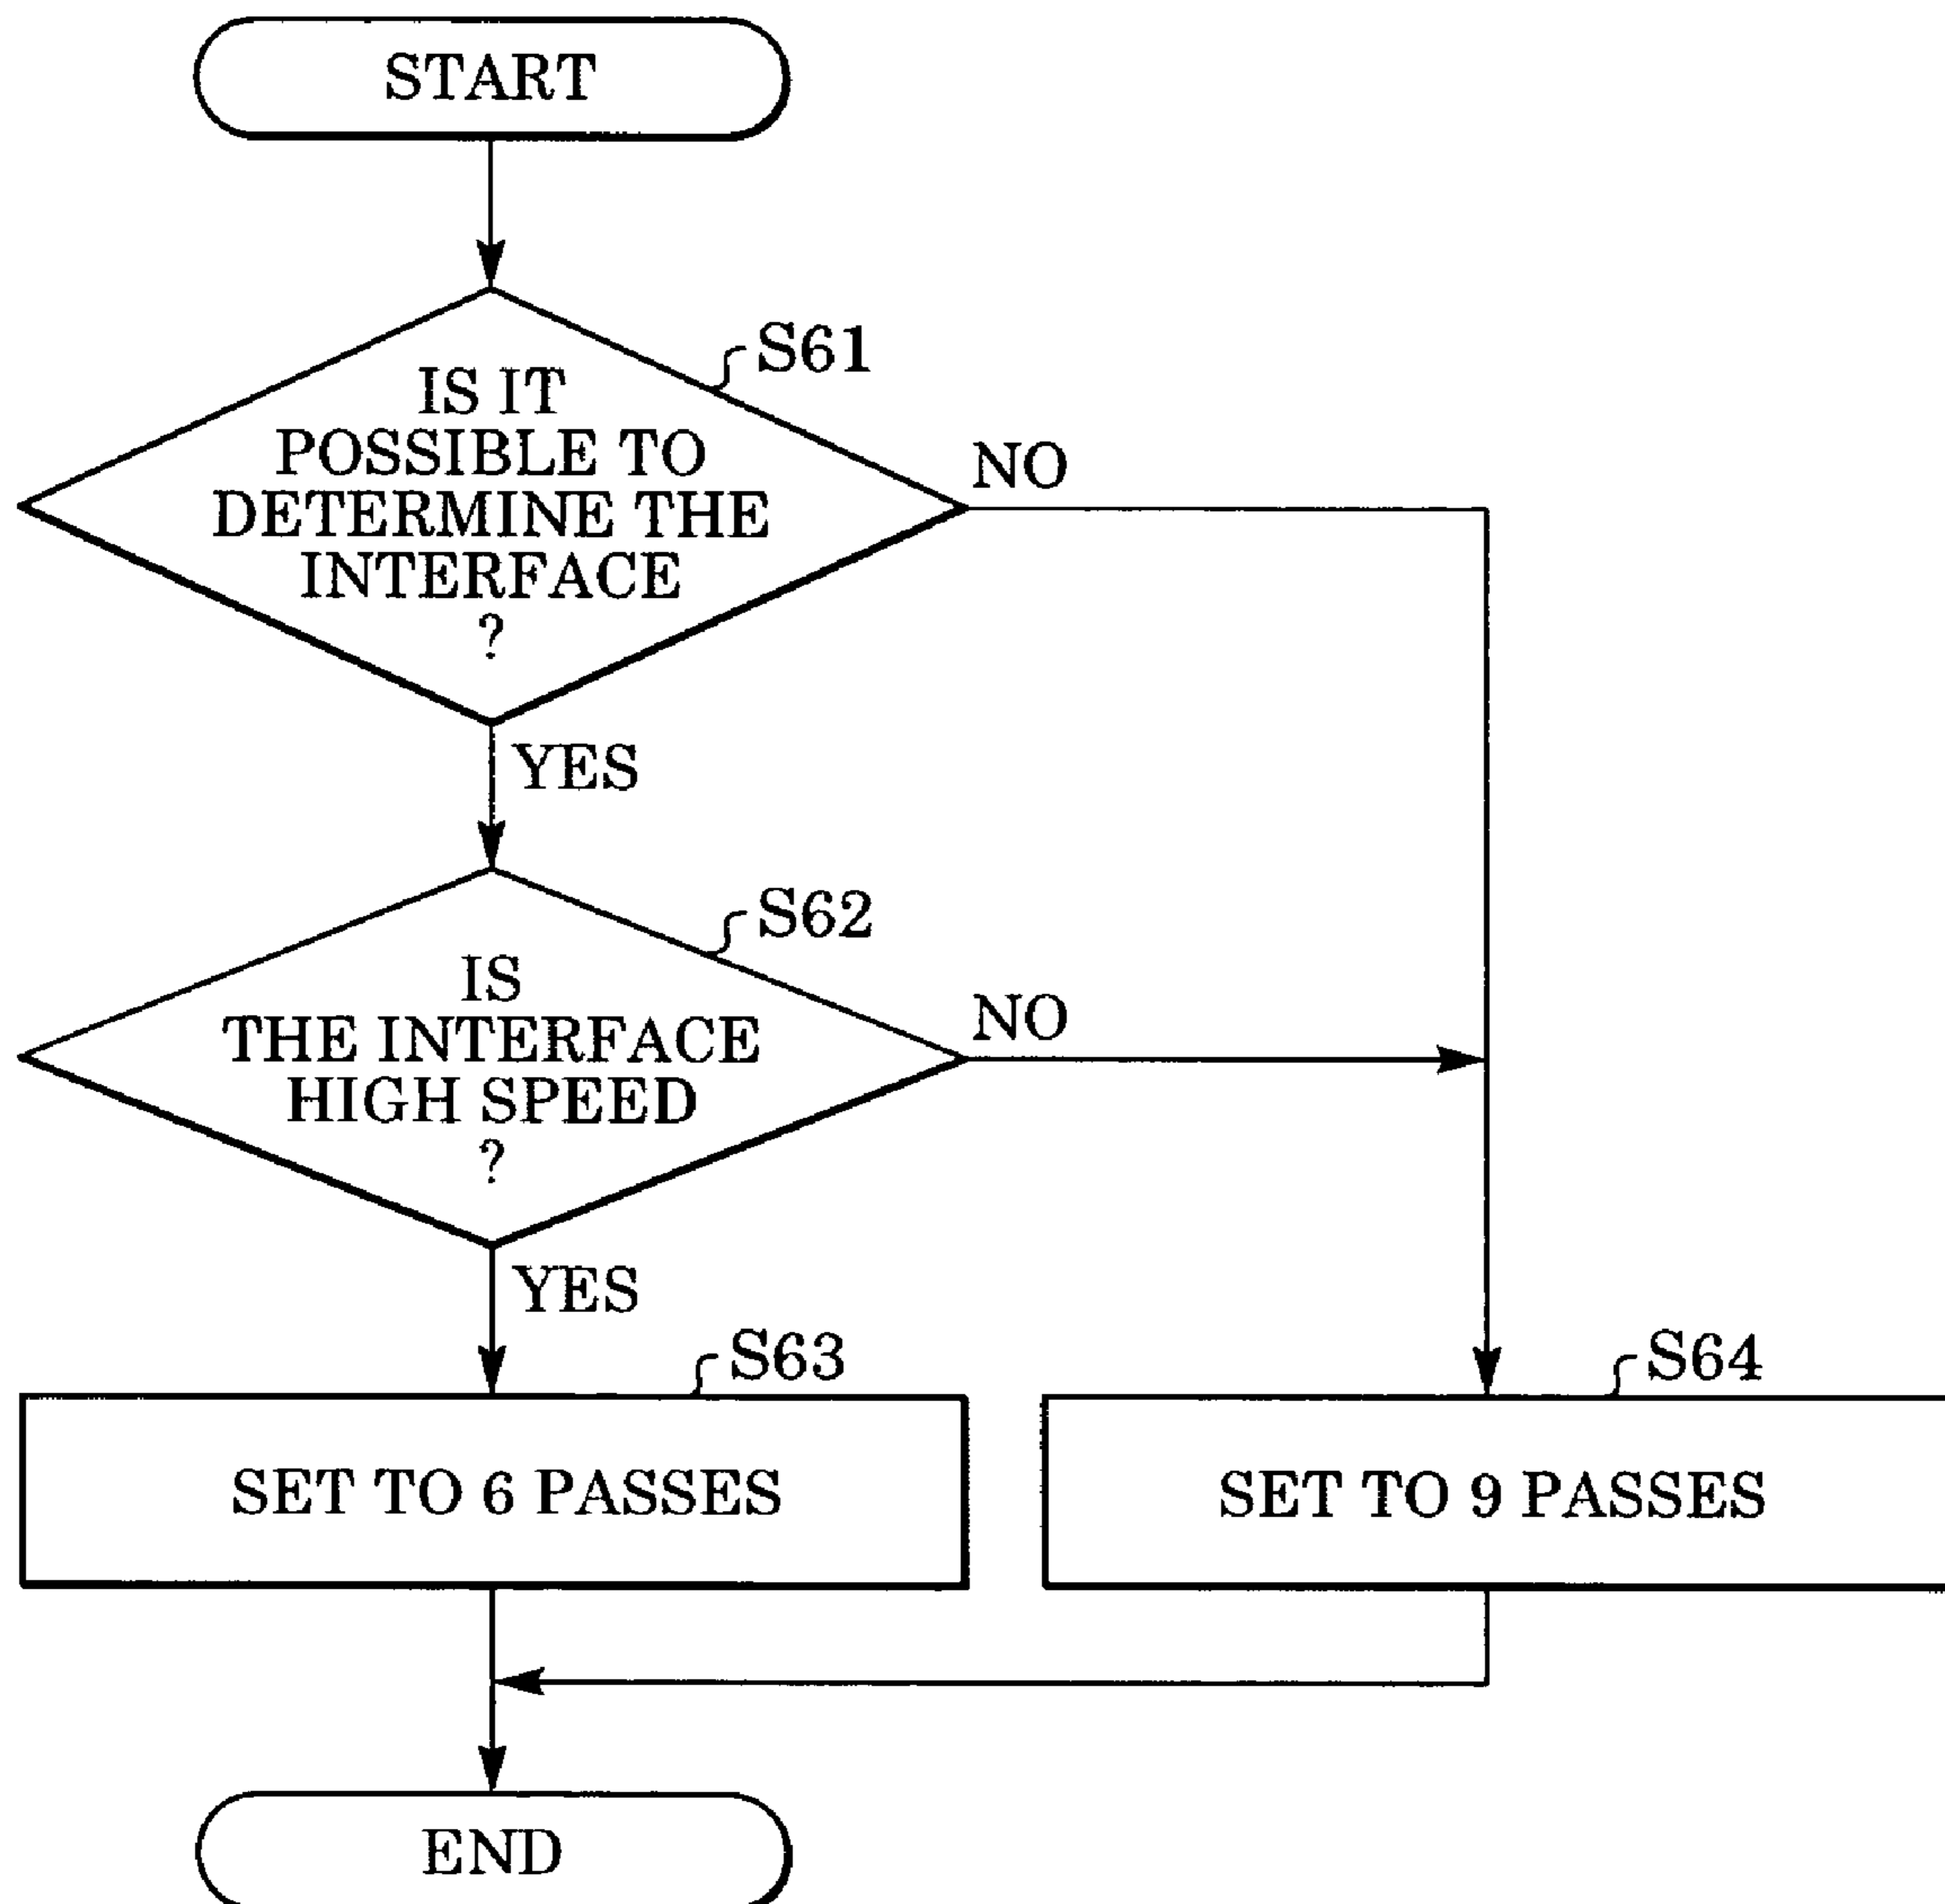 START
S61
IS IT
POSSIBLE TO
DETERMINE THE
INTERFACE
?
NO
YES
S62
IS
THE INTERFACE
HIGH SPEED
?
NO
YES
S63
SET TO 6 PASSES
S64
SET TO 9 PASSES
END